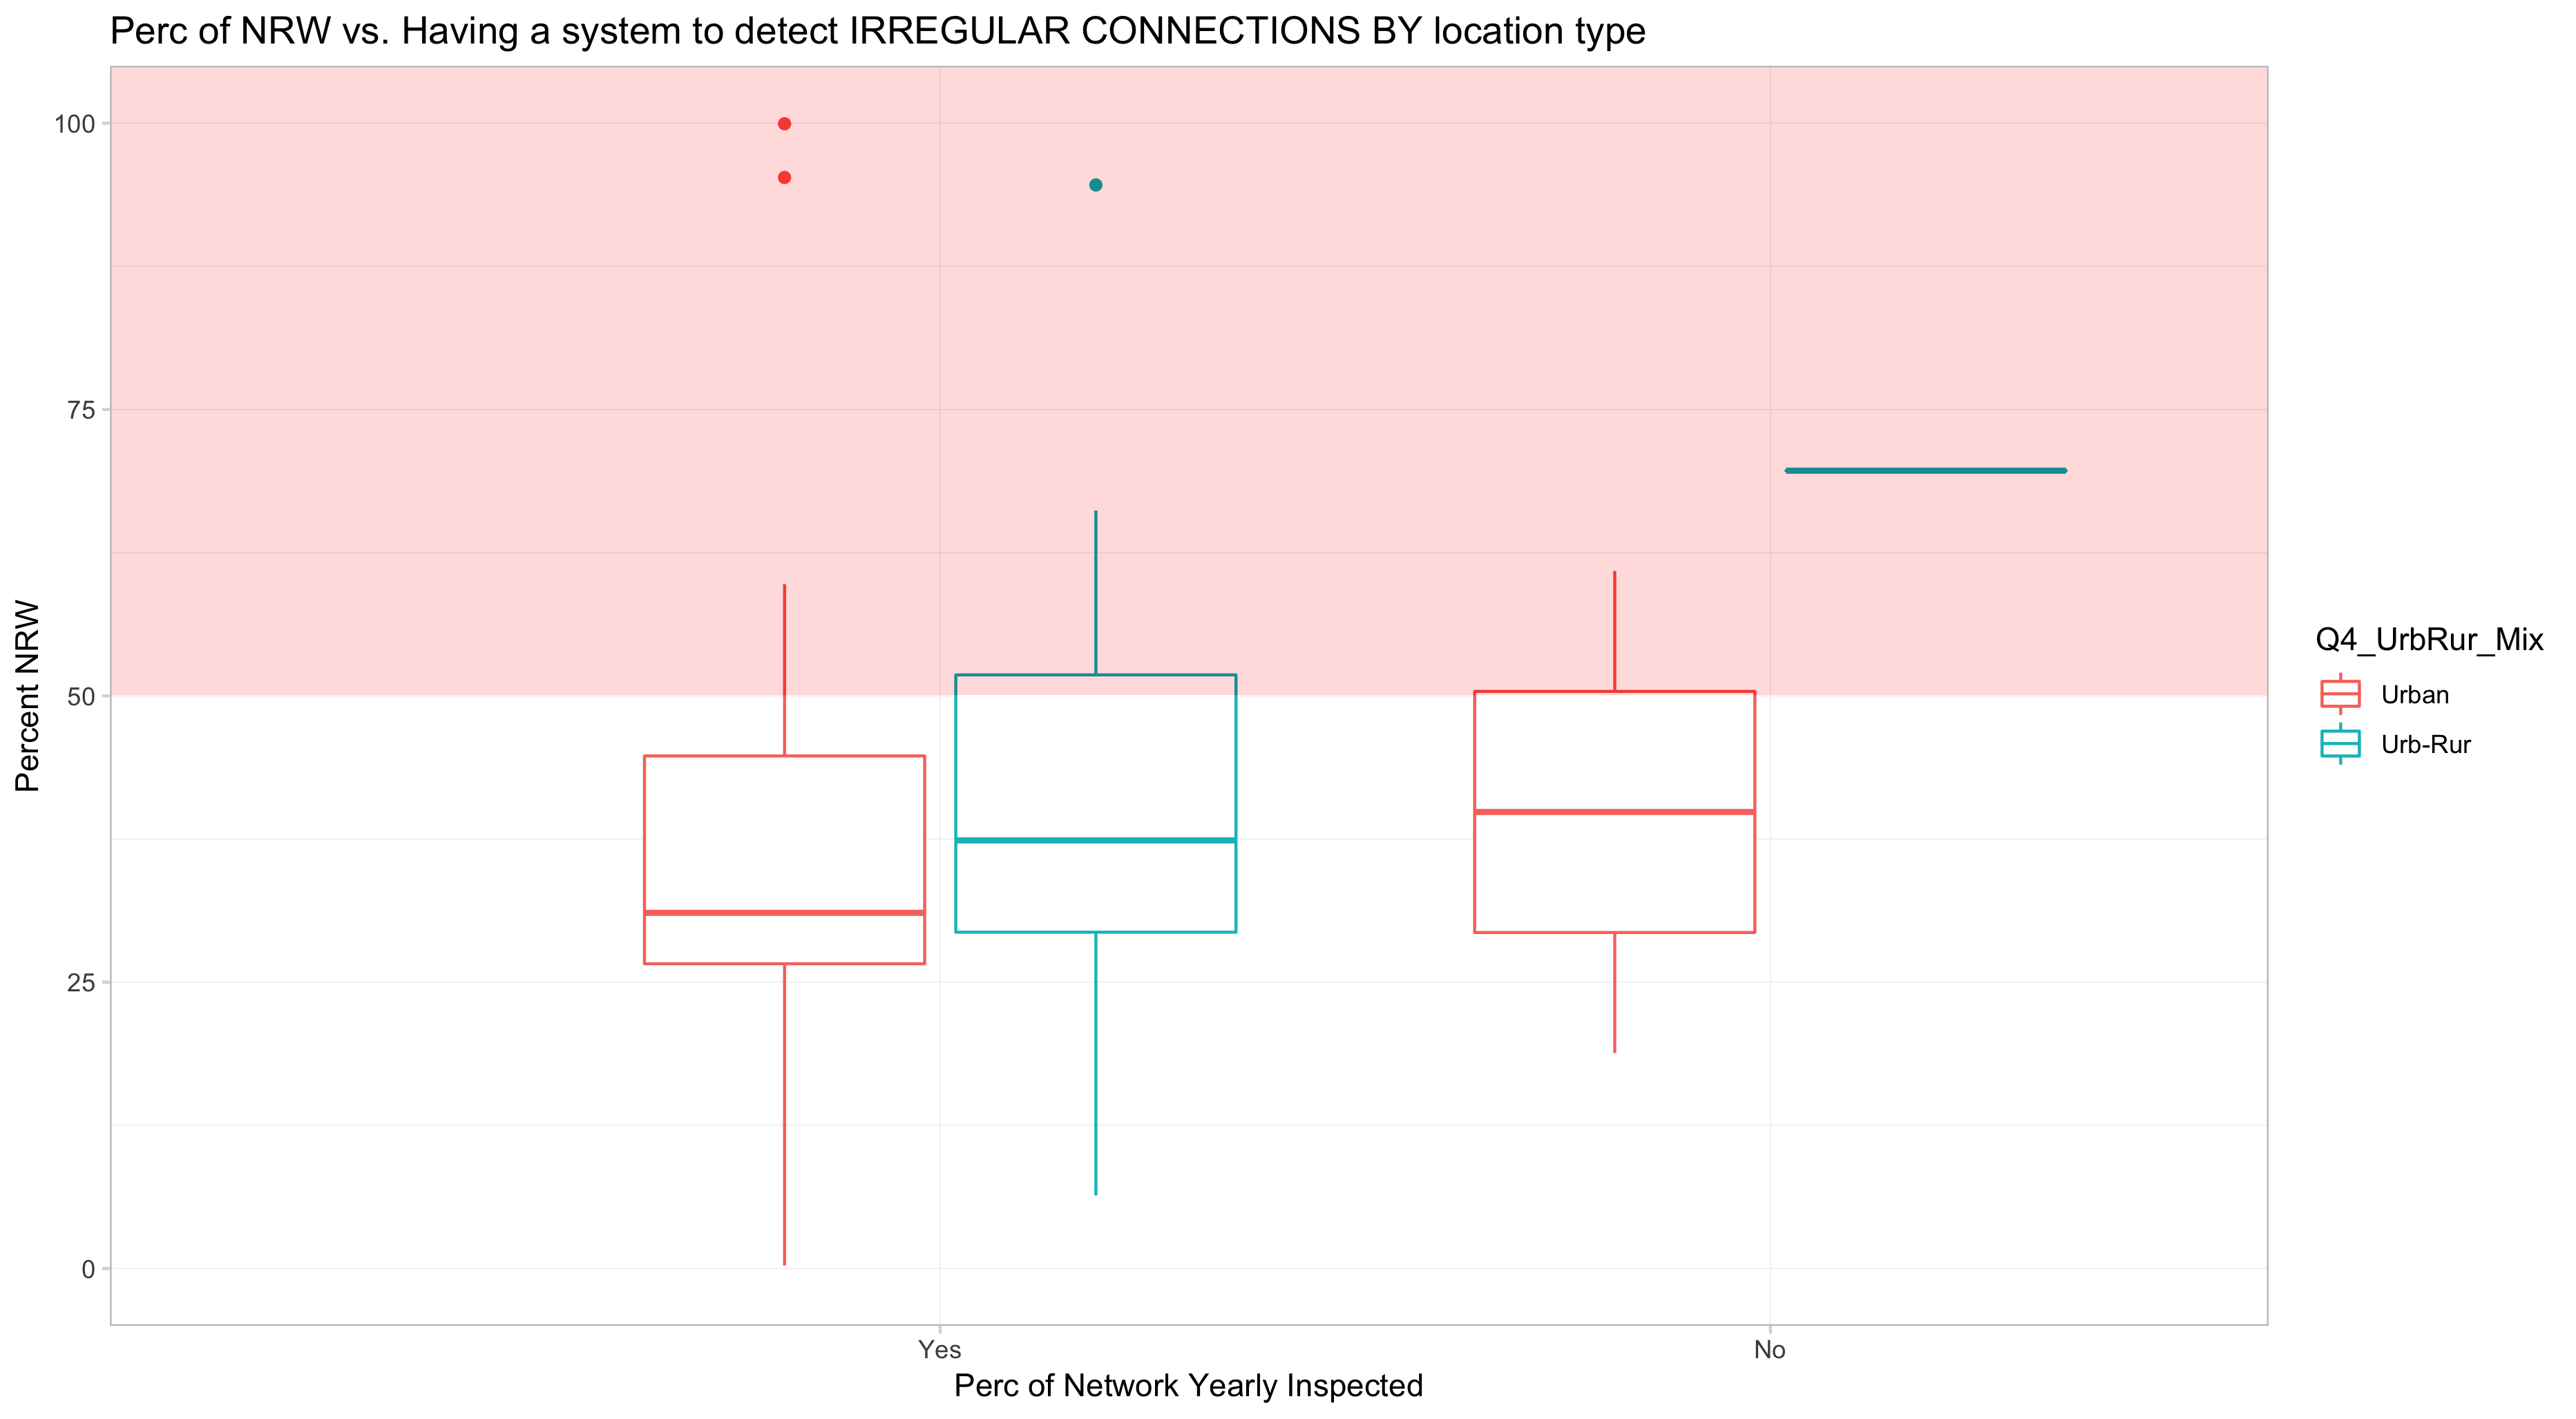 Perc of NRW vs. Having a system to detect IRREGULAR CONNECTIONS BY location type
Percent NRW
100
75
50
25
0
Yes
No
Perc of Network Yearly Inspected
Q4_UrbRur_Mix
Urban
Urb-Rur